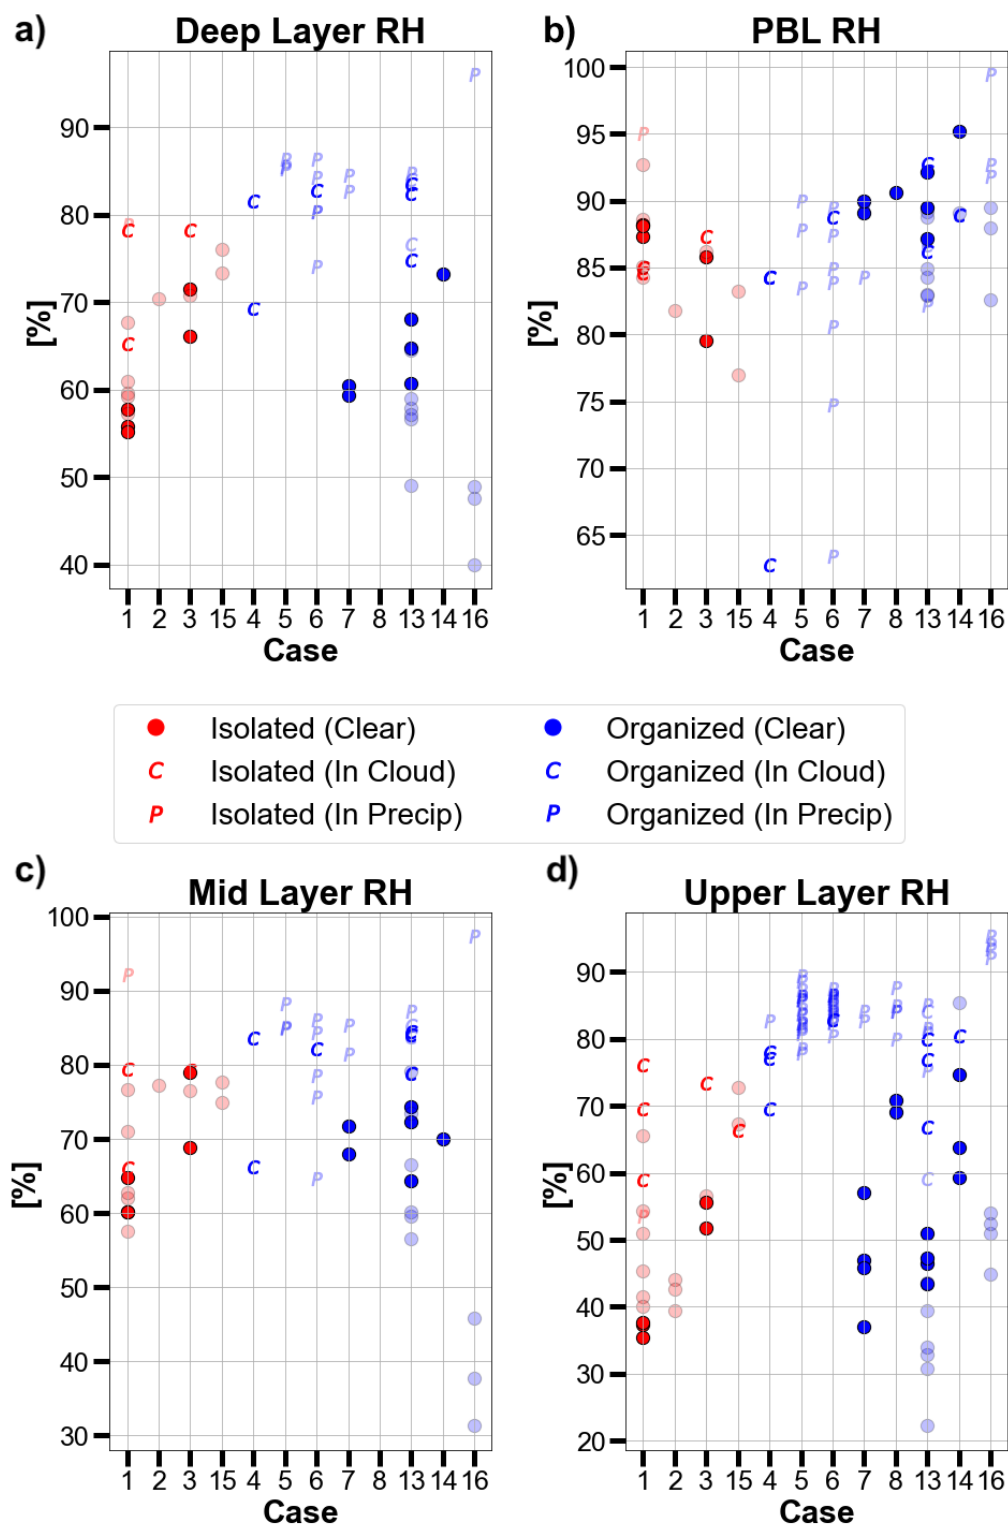 a) Deep Layer RH
b) PBL RH
[%]
90
80
70
60
50
40
1 2 3 15 4 5 6 7 8 13 14 16
Case
[%]
100
95
90
85
80
75
70
65
1 2 3 15 4 5 6 7 8 13 14 16
Case
Isolated (Clear)
C Isolated (In Cloud)
P Isolated (In Precip)
Organized (Clear)
C Organized (In Cloud)
P Organized (In Precip)
c) Mid Layer RH
d) Upper Layer RH
[%]
100
90
80
70
60
50
40
30
1 2 3 15 4 5 6 7 8 13 14 16
Case
[%]
90
80
70
60
50
40
30
20
1 2 3 15 4 5 6 7 8 13 14 16
Case